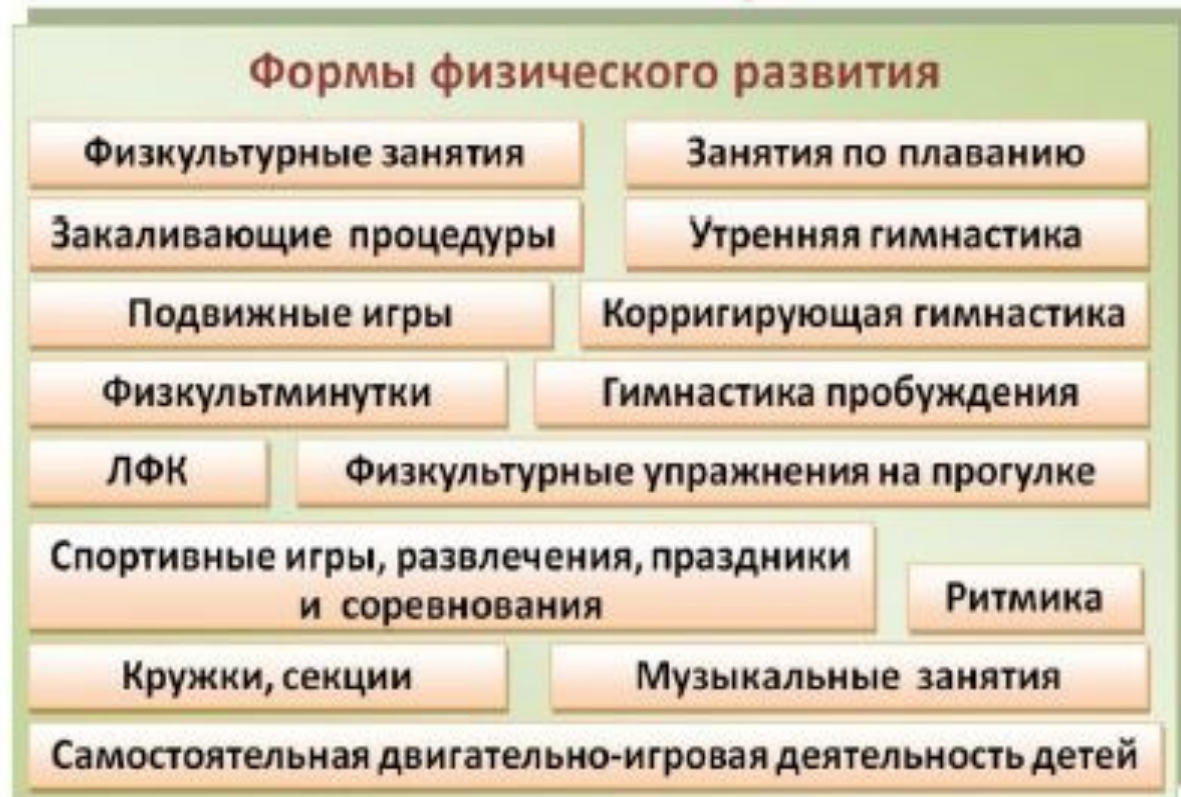 Формы физического развития
Физкультурные занятия
Занятия по плаванию
Закаливающие процедуры
Утренняя гимнастика
Подвижные игры
Корригирующая гимнастика
Физкультминутки
Гимнастика пробуждения
ЛФК
Физкультурные упражнения на прогулке
Спортивные игры, развлечения, праздники
и соревнования
Ритмика
Кружки, секции
Музыкальные занятия
Самостоятельная двигательно-игровая деятельность детей